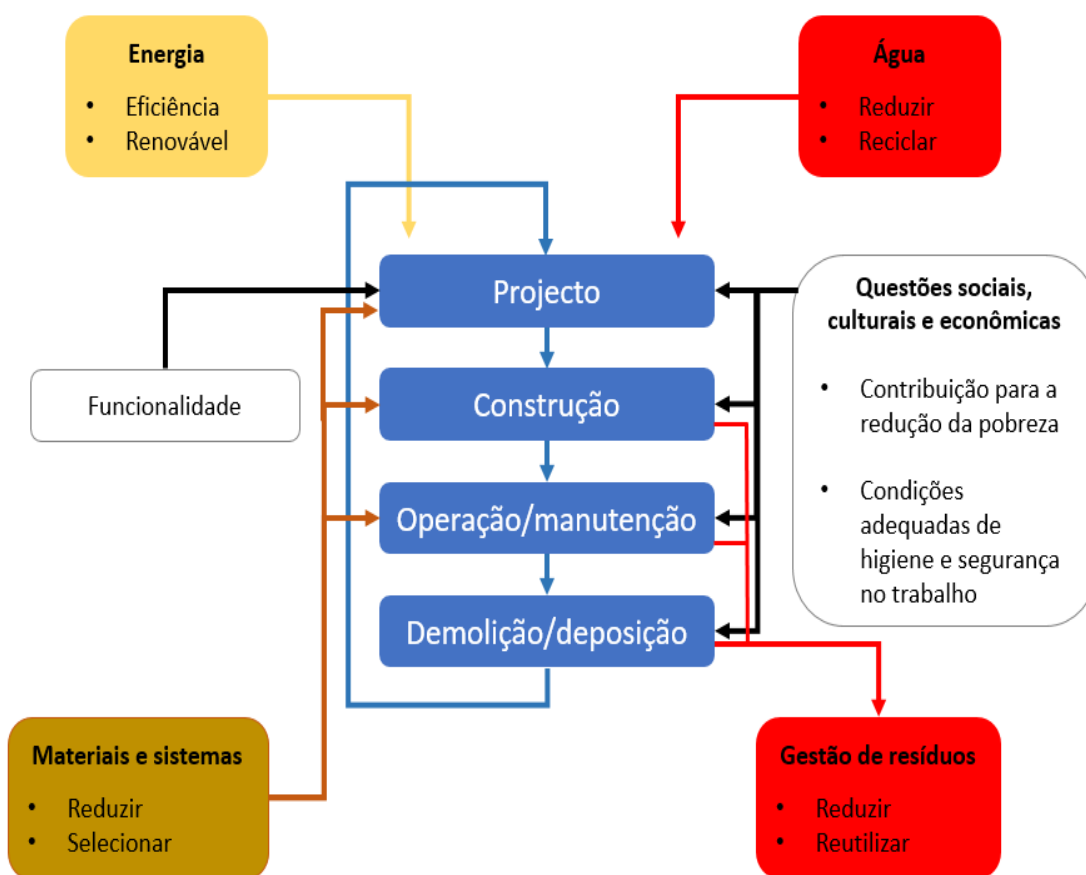 Energia
• Eficiência
• Renovável
Água
• Reduzir
• Reciclar
Projecto
Construção
Operação/manutenção
Demolição/deposição
Funcionalidade
Questões sociais,
culturais e econômicas
• Contribuição para a
redução da pobreza
• Condições
adequadas de
higiene e segurança
no trabalho
Materiais e sistemas
• Reduzir
• Selecionar
Gestão de resíduos
• Reduzir
• Reutilizar